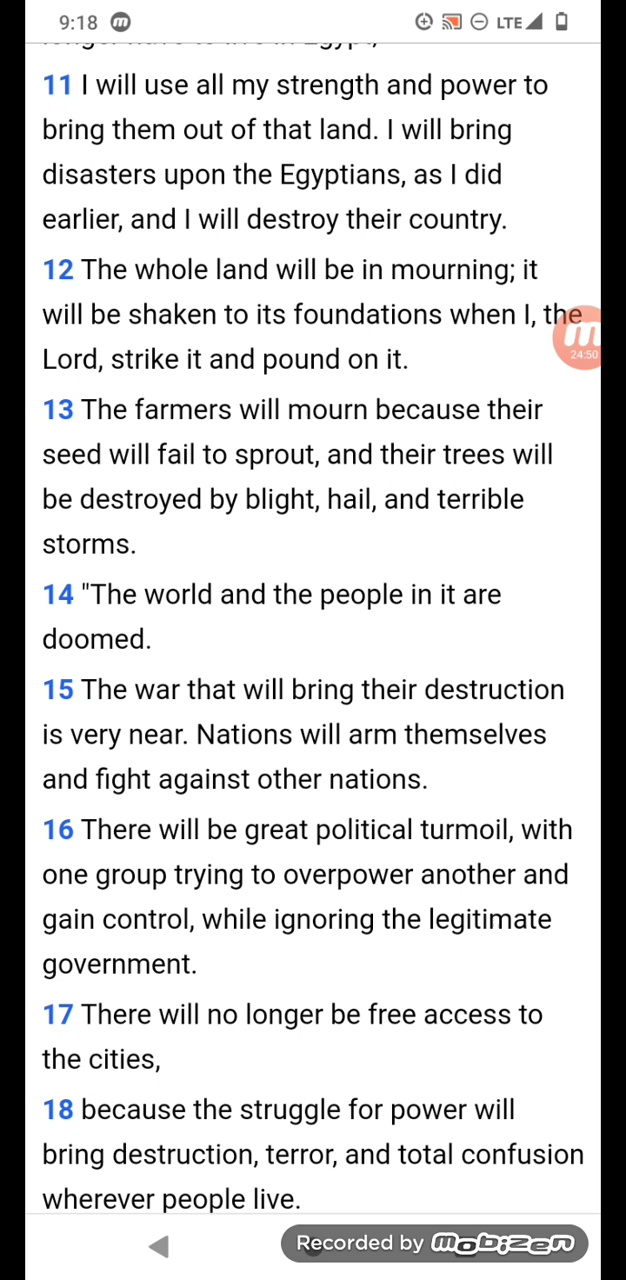 9:18 m LTE
11 I will use all my strength and power to
bring them out of that land. I will bring
disasters upon the Egyptians, as I did
earlier, and I will destroy their country.
12 The whole land will be in mourning; it
will be shaken to its foundations when I, the
Lord, strike it and pound on it.
m
24:50
13 The farmers will mourn because their
seed will fail to sprout, and their trees will
be destroyed by blight, hail, and terrible
storms.
14 "The world and the people in it are
doomed.
15 The war that will bring their destruction
is very near. Nations will arm themselves
and fight against other nations.
16 There will be great political turmoil, with
one group trying to overpower another and
gain control, while ignoring the legitimate
government.
17 There will no longer be free access to
the cities,
18 because the struggle for power will
bring destruction, terror, and total confusion
wherever people live.
Recorded by mobizen